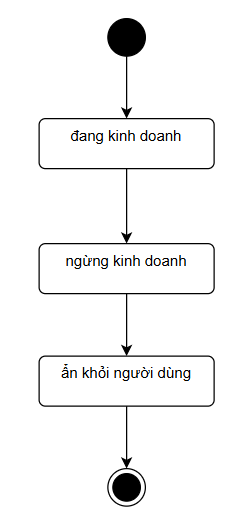 đang kinh doanh
ngừng kinh doanh
ẩn khỏi người dùng